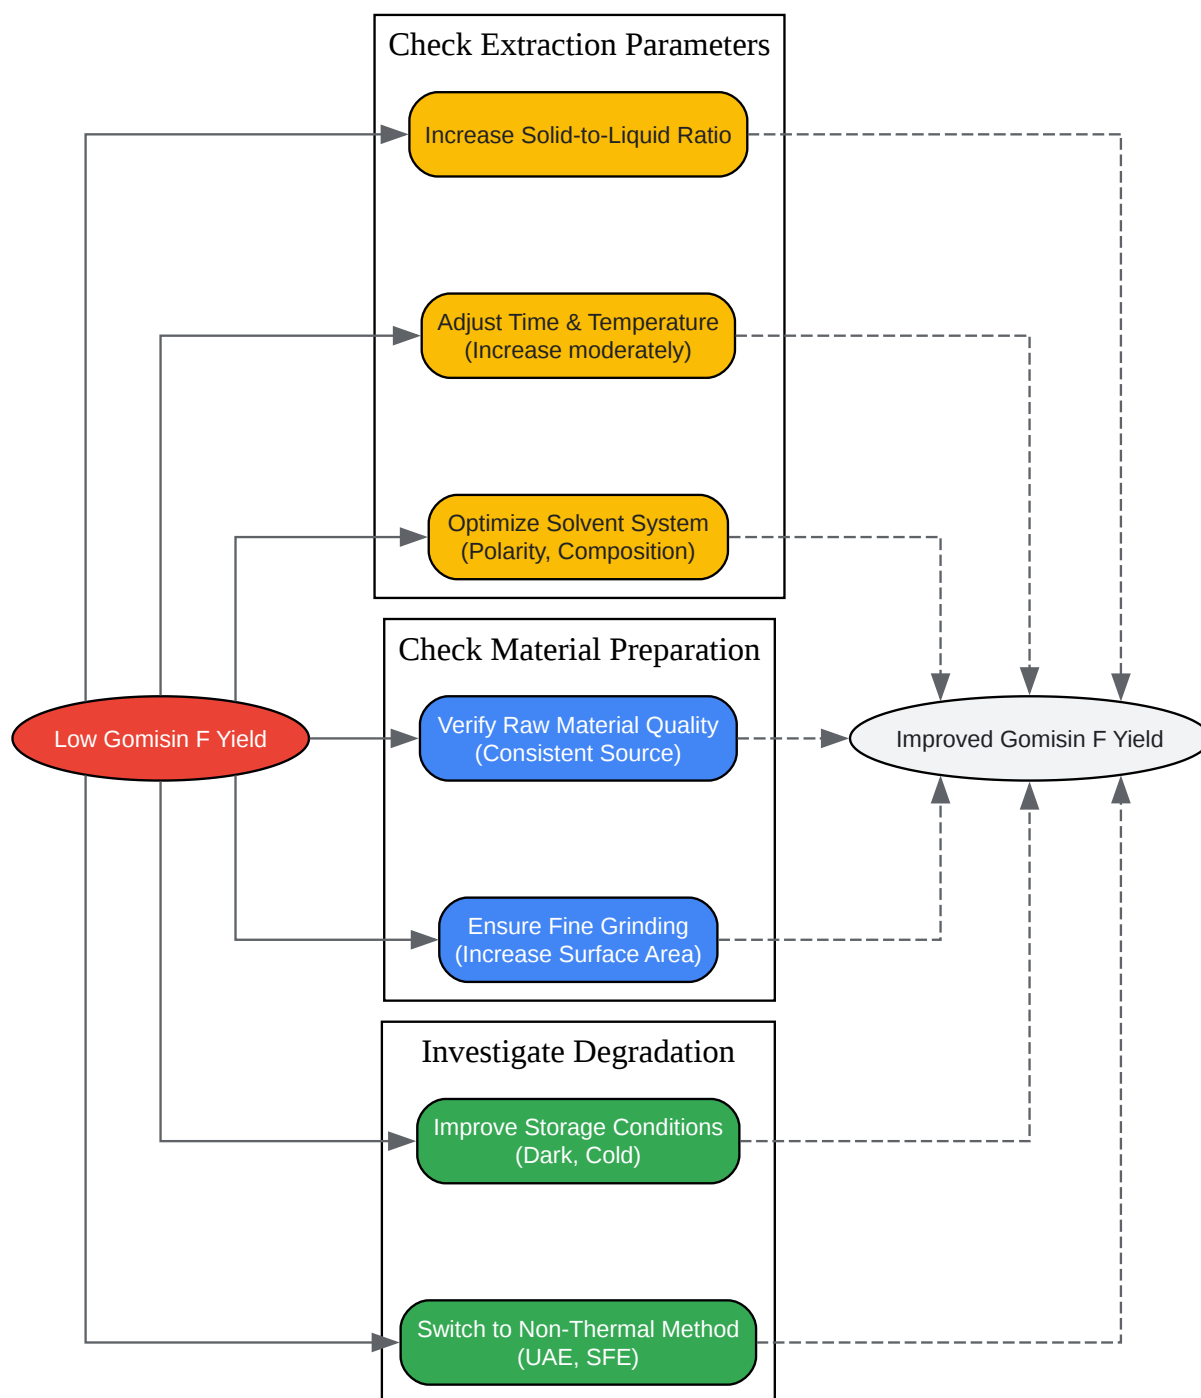 Check Extraction Parameters
Increase Solid-to-Liquid Ratio
Adjust Time & Temperature
(Increase moderately)
Optimize Solvent System
(Polarity, Composition)
Check Material Preparation
Low Gomisin F Yield
Verify Raw Material Quality
(Consistent Source)
Improved Gomisin F Yield
Ensure Fine Grinding
(Increase Surface Area)
Investigate Degradation
Improve Storage Conditions
(Dark, Cold)
Switch to Non-Thermal Method
(UAE, SFE)